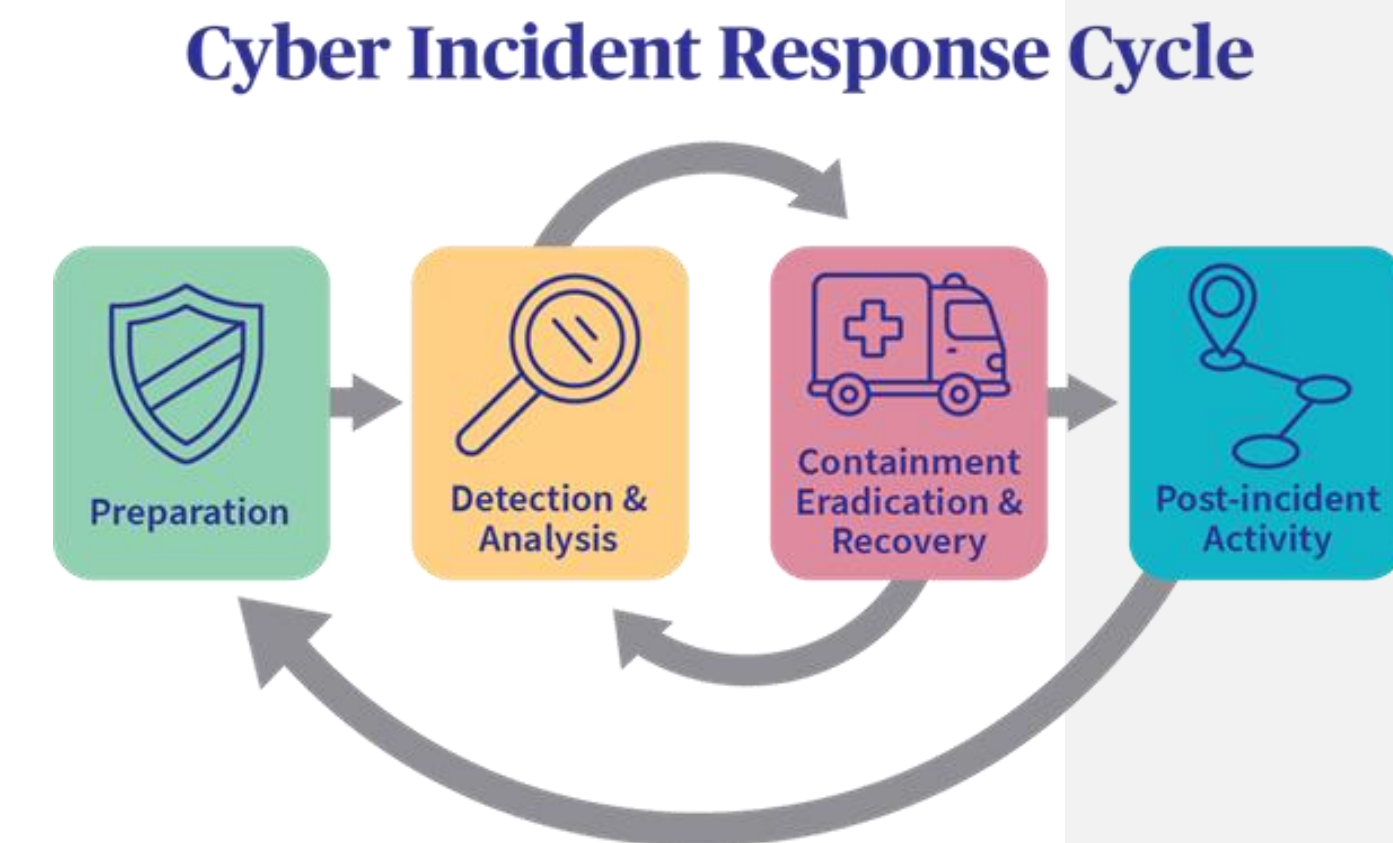 Cyber Incident Response Cycle
Preparation
Detection &
Analysis
Containment
Eradication &
Recovery
Post-incident
Activity